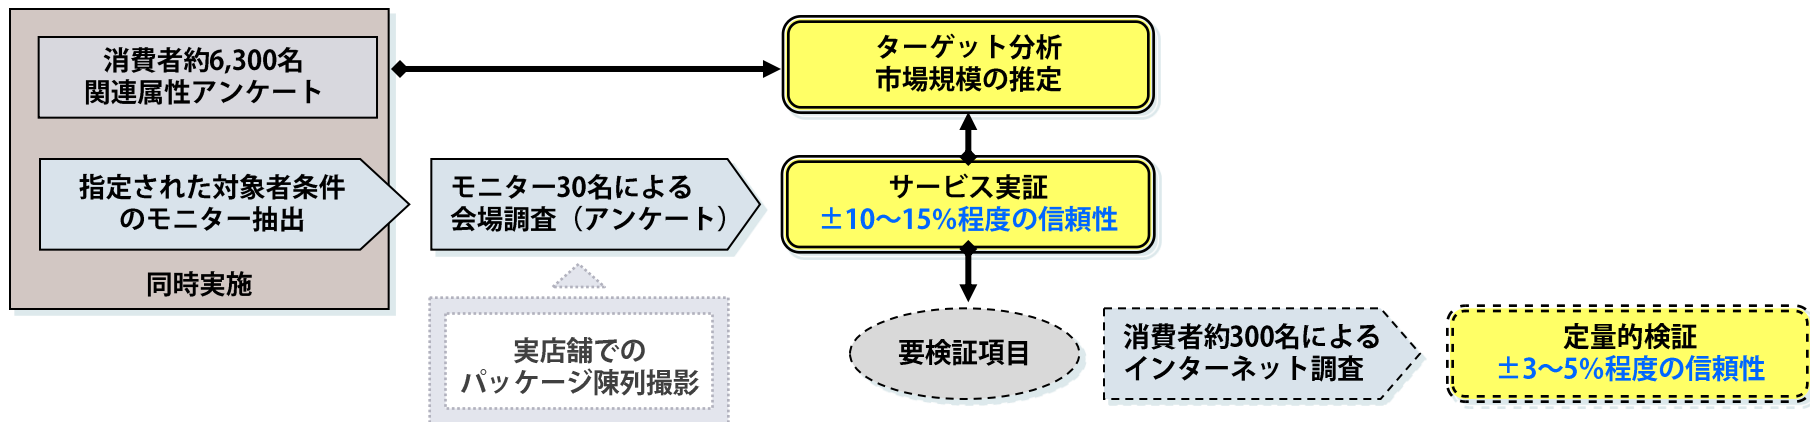 消費者約6,300名
関連属性アンケート
ターゲット分析
市場規模の推定
指定された対象者条件
のモニター抽出
モニター30名による
会場調査（アンケート）
サービス実証
±10～15%程度の信頼性
同時実施
実店舗での
パッケージ陳列撮影
要検証項目
消費者約300名による
インターネット調査
定量的検証
±3～5%程度の信頼性